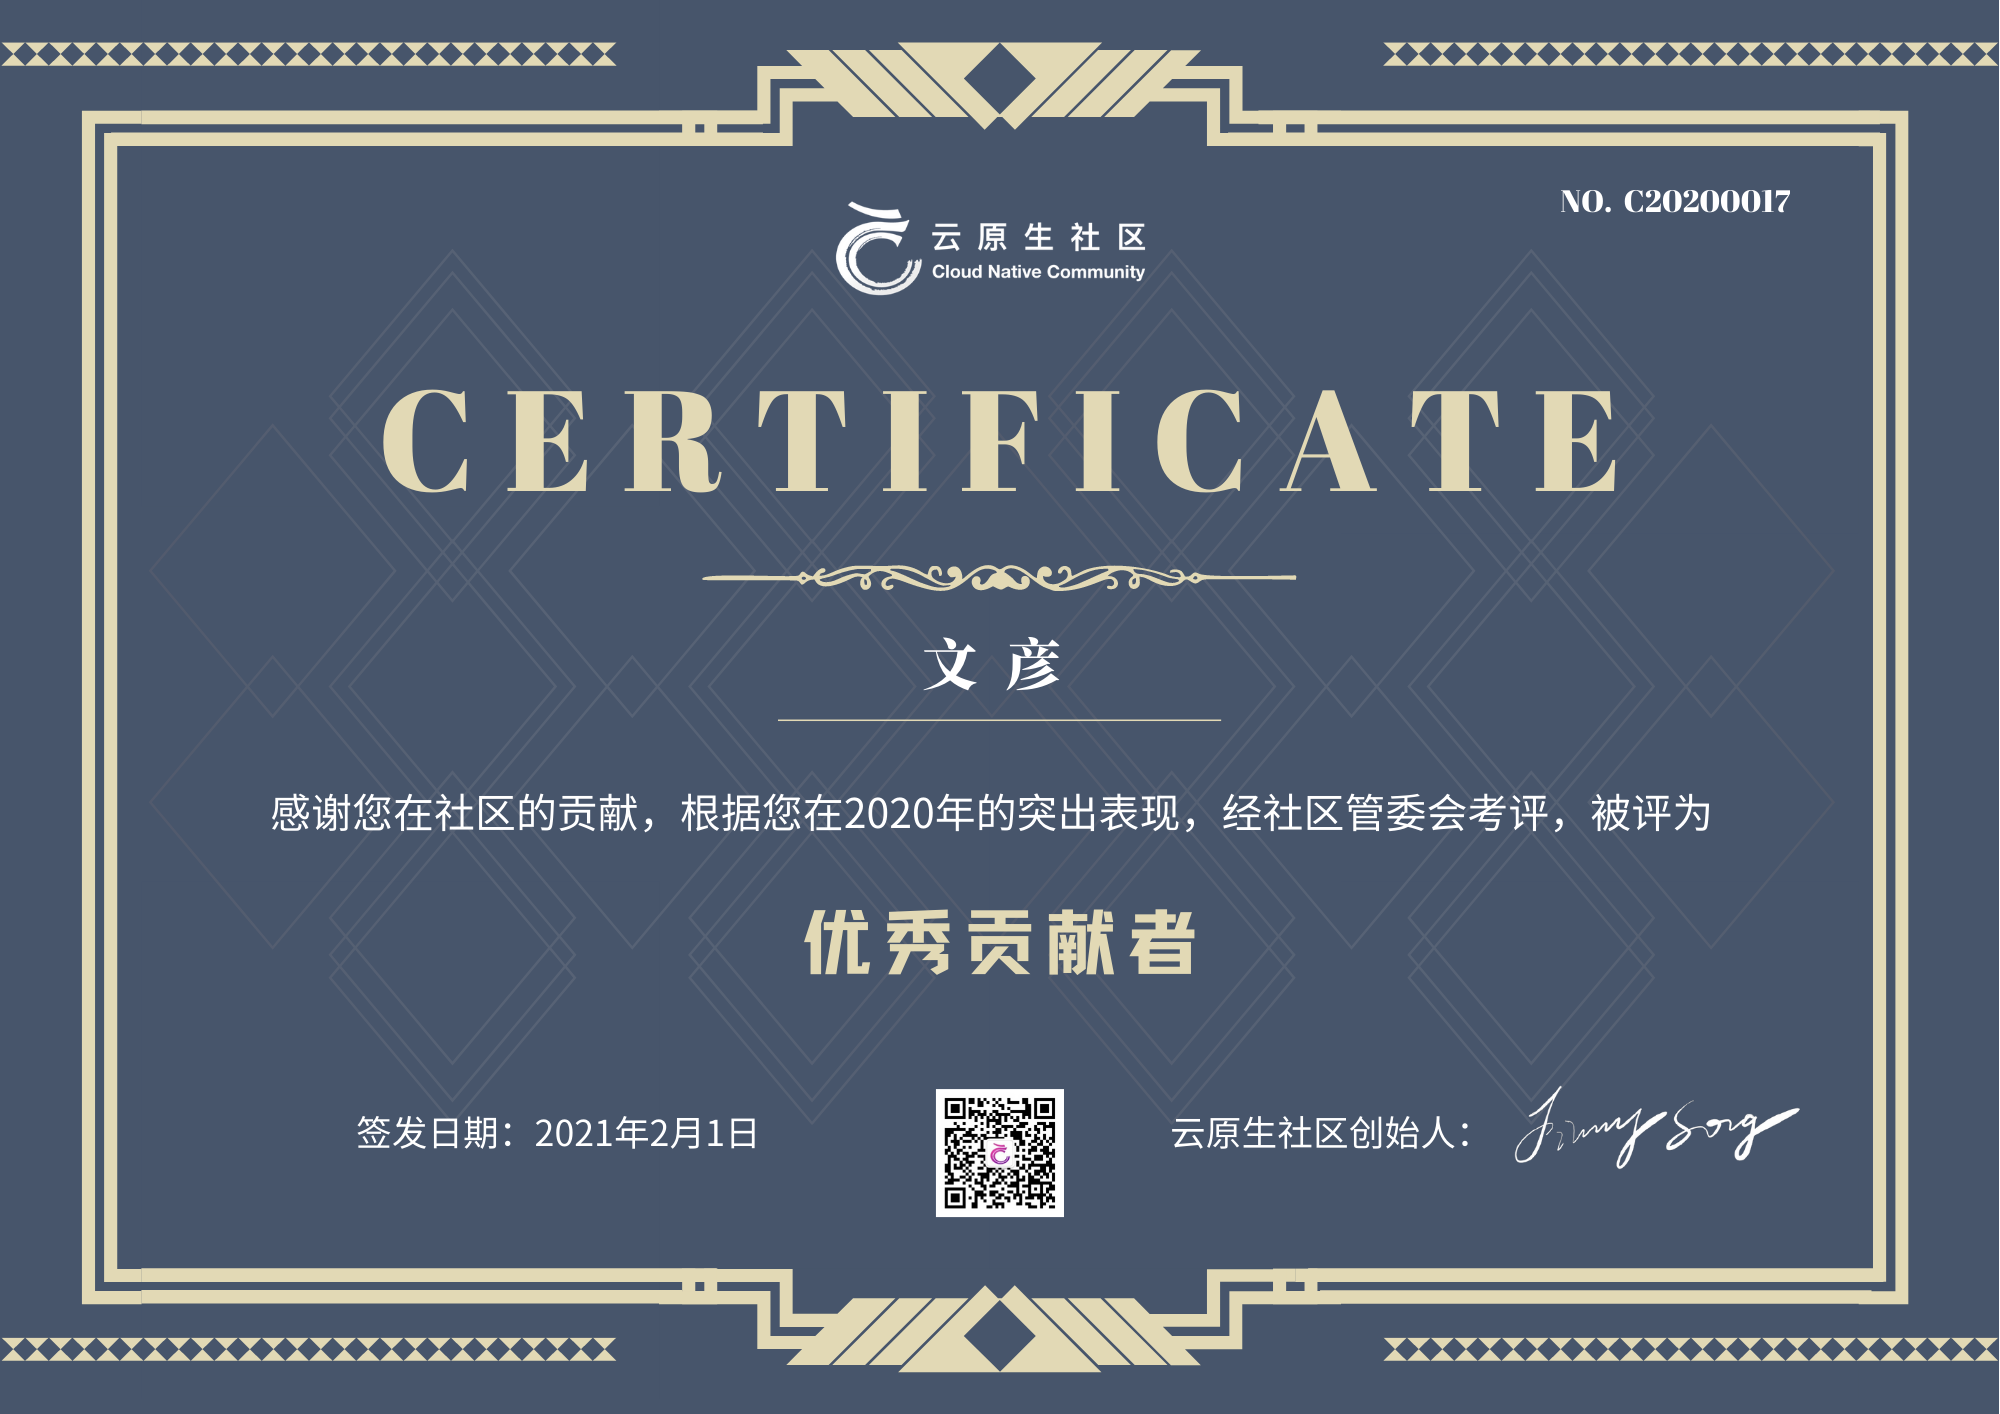 NO. C20200017
云原生社区
Cloud Native Community
CERTIFICATE
文彦
感谢您在社区的贡献，根据您在2020年的突出表现，经社区管委会考评，被评为
优秀贡献者
签发日期：2021年2月1日
云原生社区创始人：
Jimmy Song